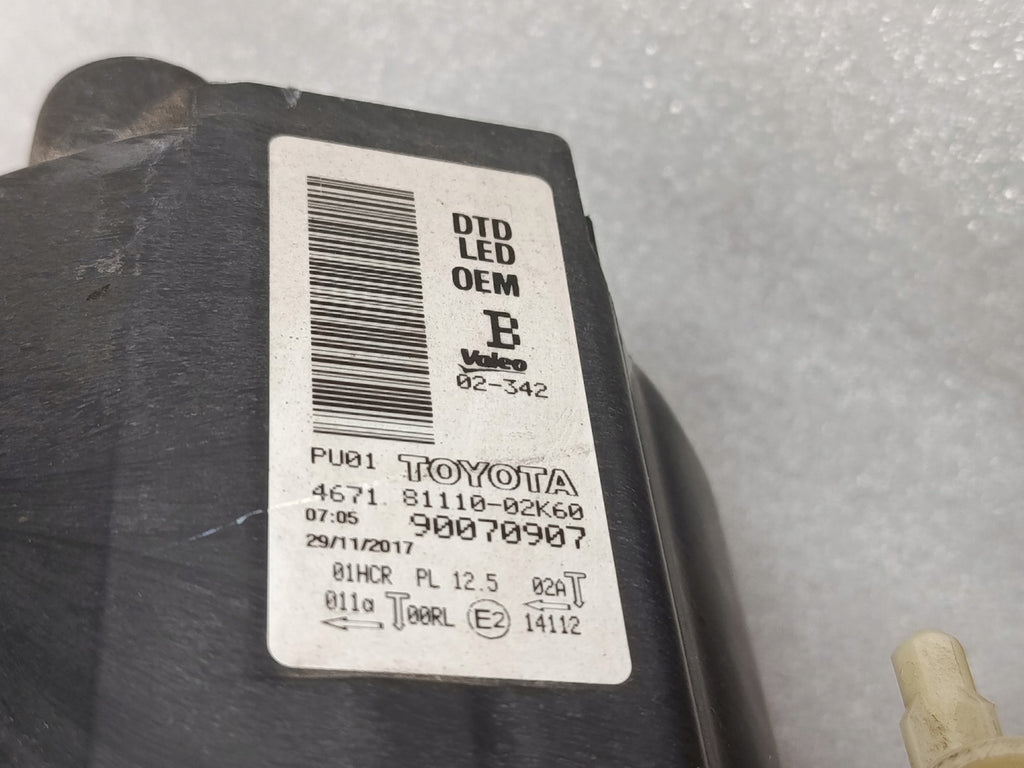 DTD
LED
OEM
B
Valeo
02-342
PU01 TOYOTA
4671 81110-02K60
07:05 90070907
29/11/2017
01HCR PL 12.5 02A
011a 00RL E2 14112